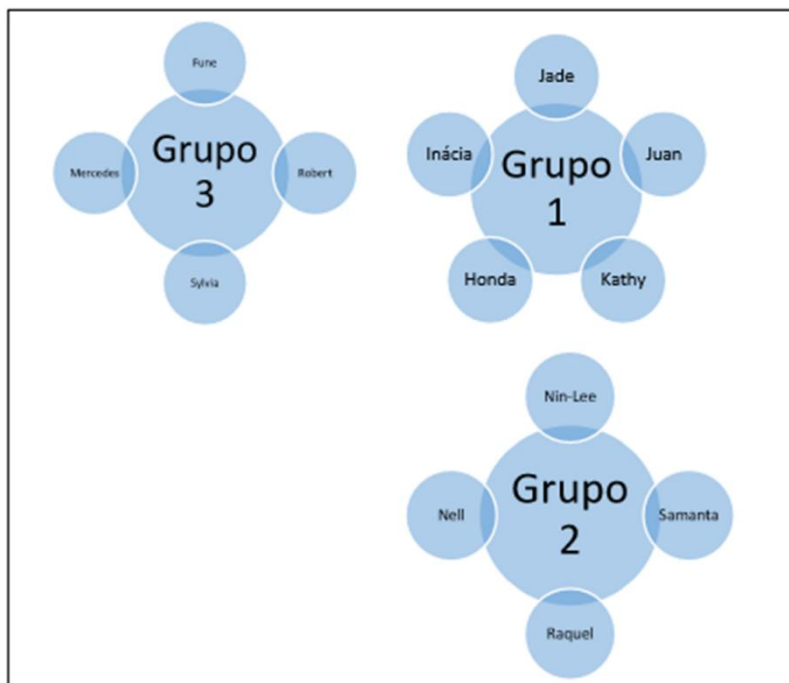 Fune
Mercedes
Grupo
3
Robert
Sylvia
Jade
Inácia
Grupo
1
Juan
Honda
Kathy
Nin-Lee
Nell
Grupo
2
Samanta
Raquel